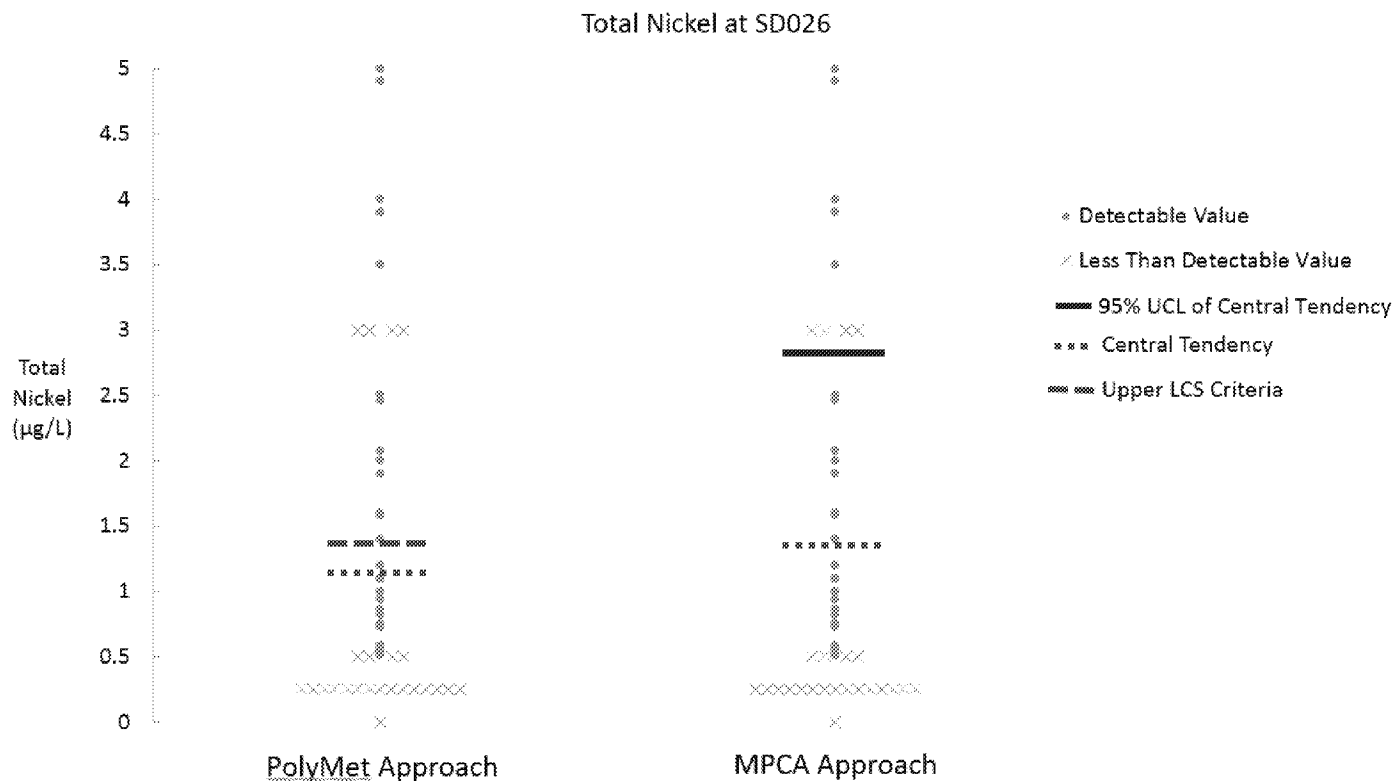 Total Nickel at SD026
5
4.5
4
3.5
3
2.5
2
1.5
1
0.5
0
Total
Nickel
(µg/L)
Detectable Value
Less Than Detectable Value
95% UCL of Central Tendency
Central Tendency
Upper LCS Criteria
PolyMet Approach
MPCA Approach